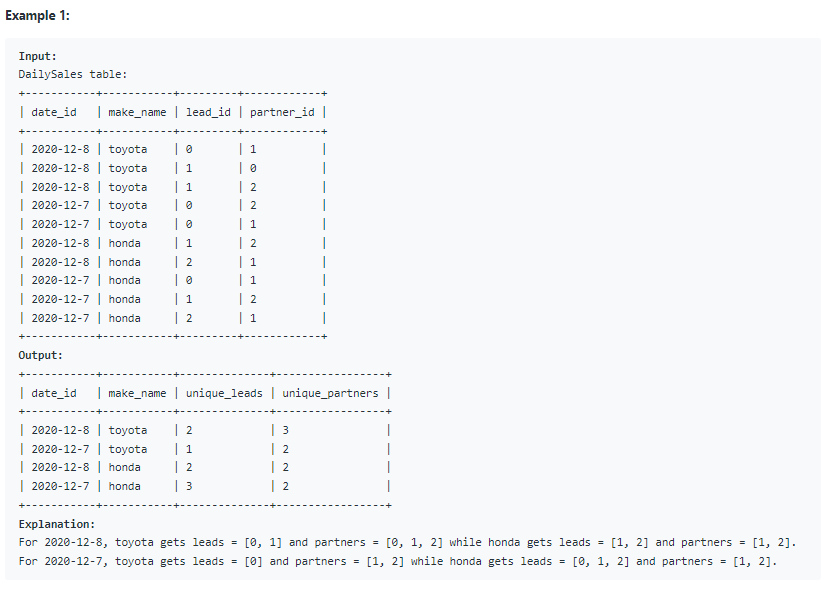 Example 1:
Input:
DailySales table:
+-----------+-----------+---------+------------+
| date_id   | make_name | lead_id | partner_id |
+-----------+-----------+---------+------------+
| 2020-12-8 | toyota    | 0       | 1          |
| 2020-12-8 | toyota    | 1       | 0          |
| 2020-12-8 | toyota    | 1       | 2          |
| 2020-12-7 | toyota    | 0       | 2          |
| 2020-12-7 | toyota    | 0       | 1          |
| 2020-12-8 | honda     | 1       | 2          |
| 2020-12-8 | honda     | 2       | 1          |
| 2020-12-7 | honda     | 0       | 1          |
| 2020-12-7 | honda     | 1       | 2          |
| 2020-12-7 | honda     | 2       | 1          |
+-----------+-----------+---------+------------+
Output:
+-----------+-----------+--------------+-----------------+
| date_id   | make_name | unique_leads | unique_partners |
+-----------+-----------+--------------+-----------------+
| 2020-12-8 | toyota    | 2            | 3               |
| 2020-12-7 | toyota    | 1            | 2               |
| 2020-12-8 | honda     | 2            | 2               |
| 2020-12-7 | honda     | 3            | 2               |
+-----------+-----------+--------------+-----------------+
Explanation:
For 2020-12-8, toyota gets leads = [0, 1] and partners = [0, 1, 2] while honda gets leads = [1, 2] and partners = [1, 2].
For 2020-12-7, toyota gets leads = [0] and partners = [1, 2] while honda gets leads = [0, 1, 2] and partners = [1, 2].